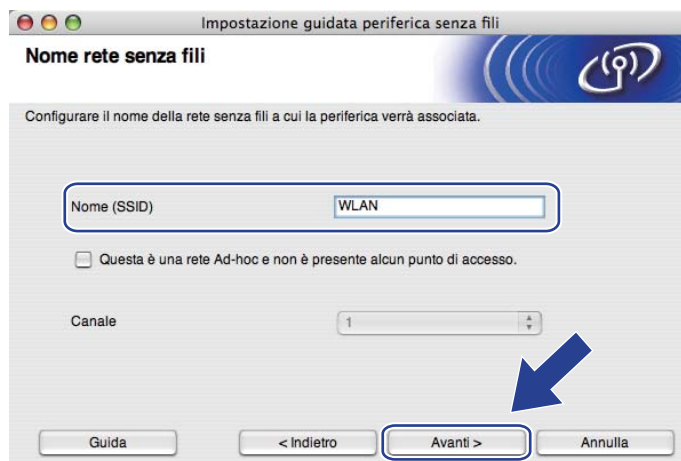 Impostazione guidata periferica senza fili
Nome rete senza fili
Configurare il nome della rete senza fili a cui la periferica verrà associata.
Nome (SSID) WLAN
Questa è una rete Ad-hoc e non è presente alcun punto di accesso.
Canale 1
Guida < Indietro Avanti > Annulla